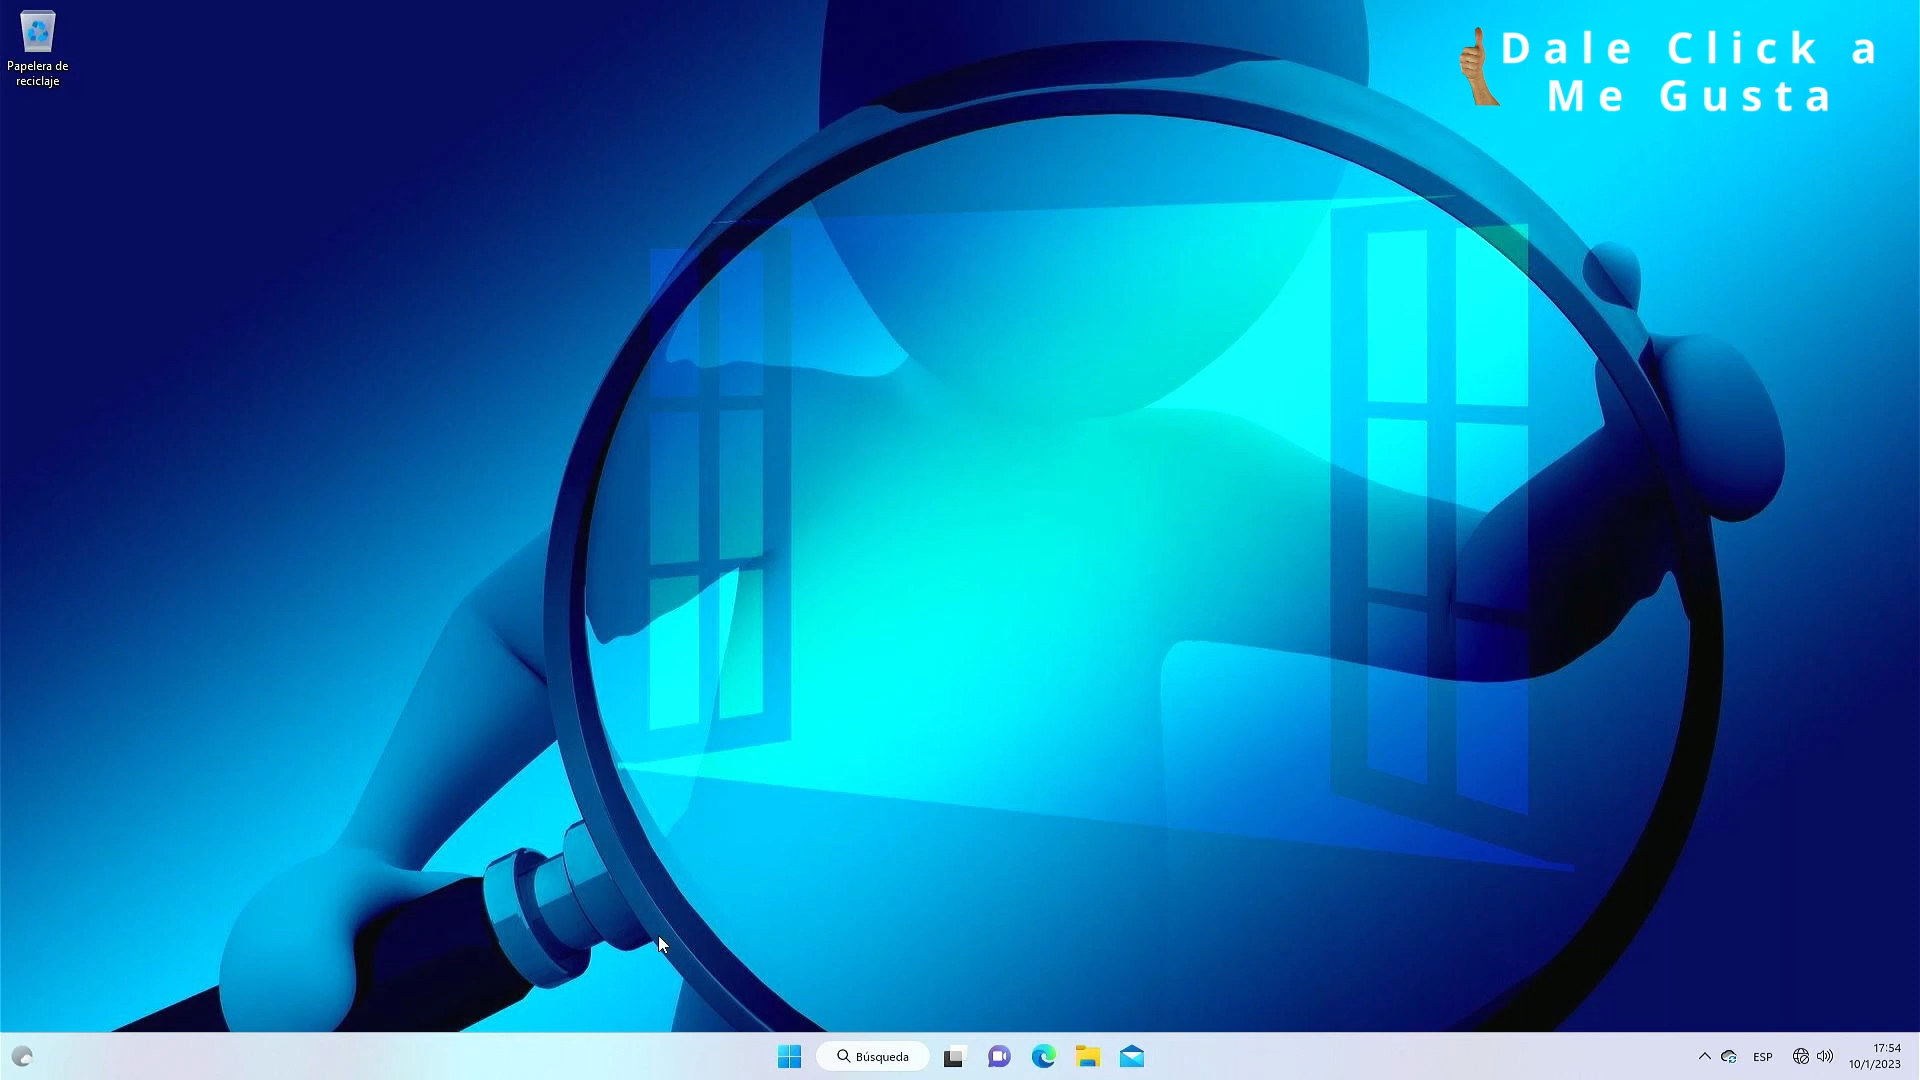 Papelera de
reciclaje
Dale Click a
Me Gusta
Búsqueda
ESP
17:54
10/1/2023